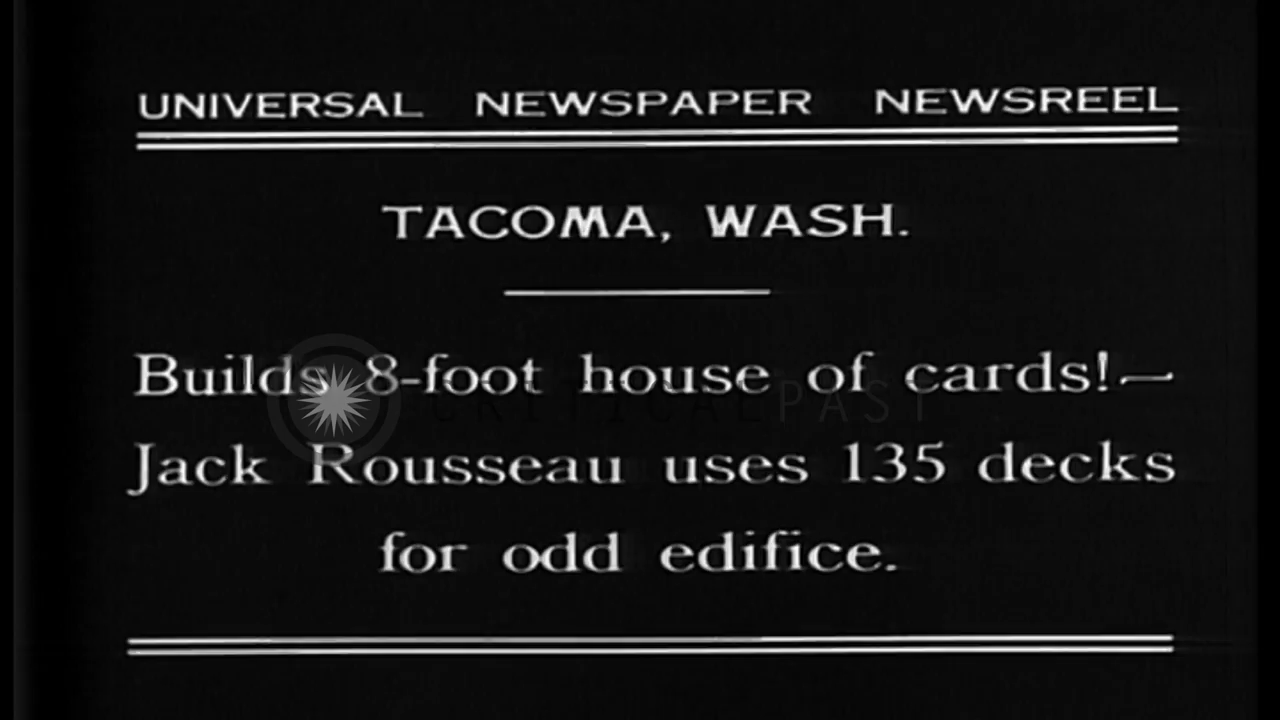 UNIVERSAL NEWSPAPER NEWSREEL
TACOMA, WASH.
Builds 8-foot house of cards!—
CRITICALPAST
Jack Rousseau uses 135 decks
for odd edifice.